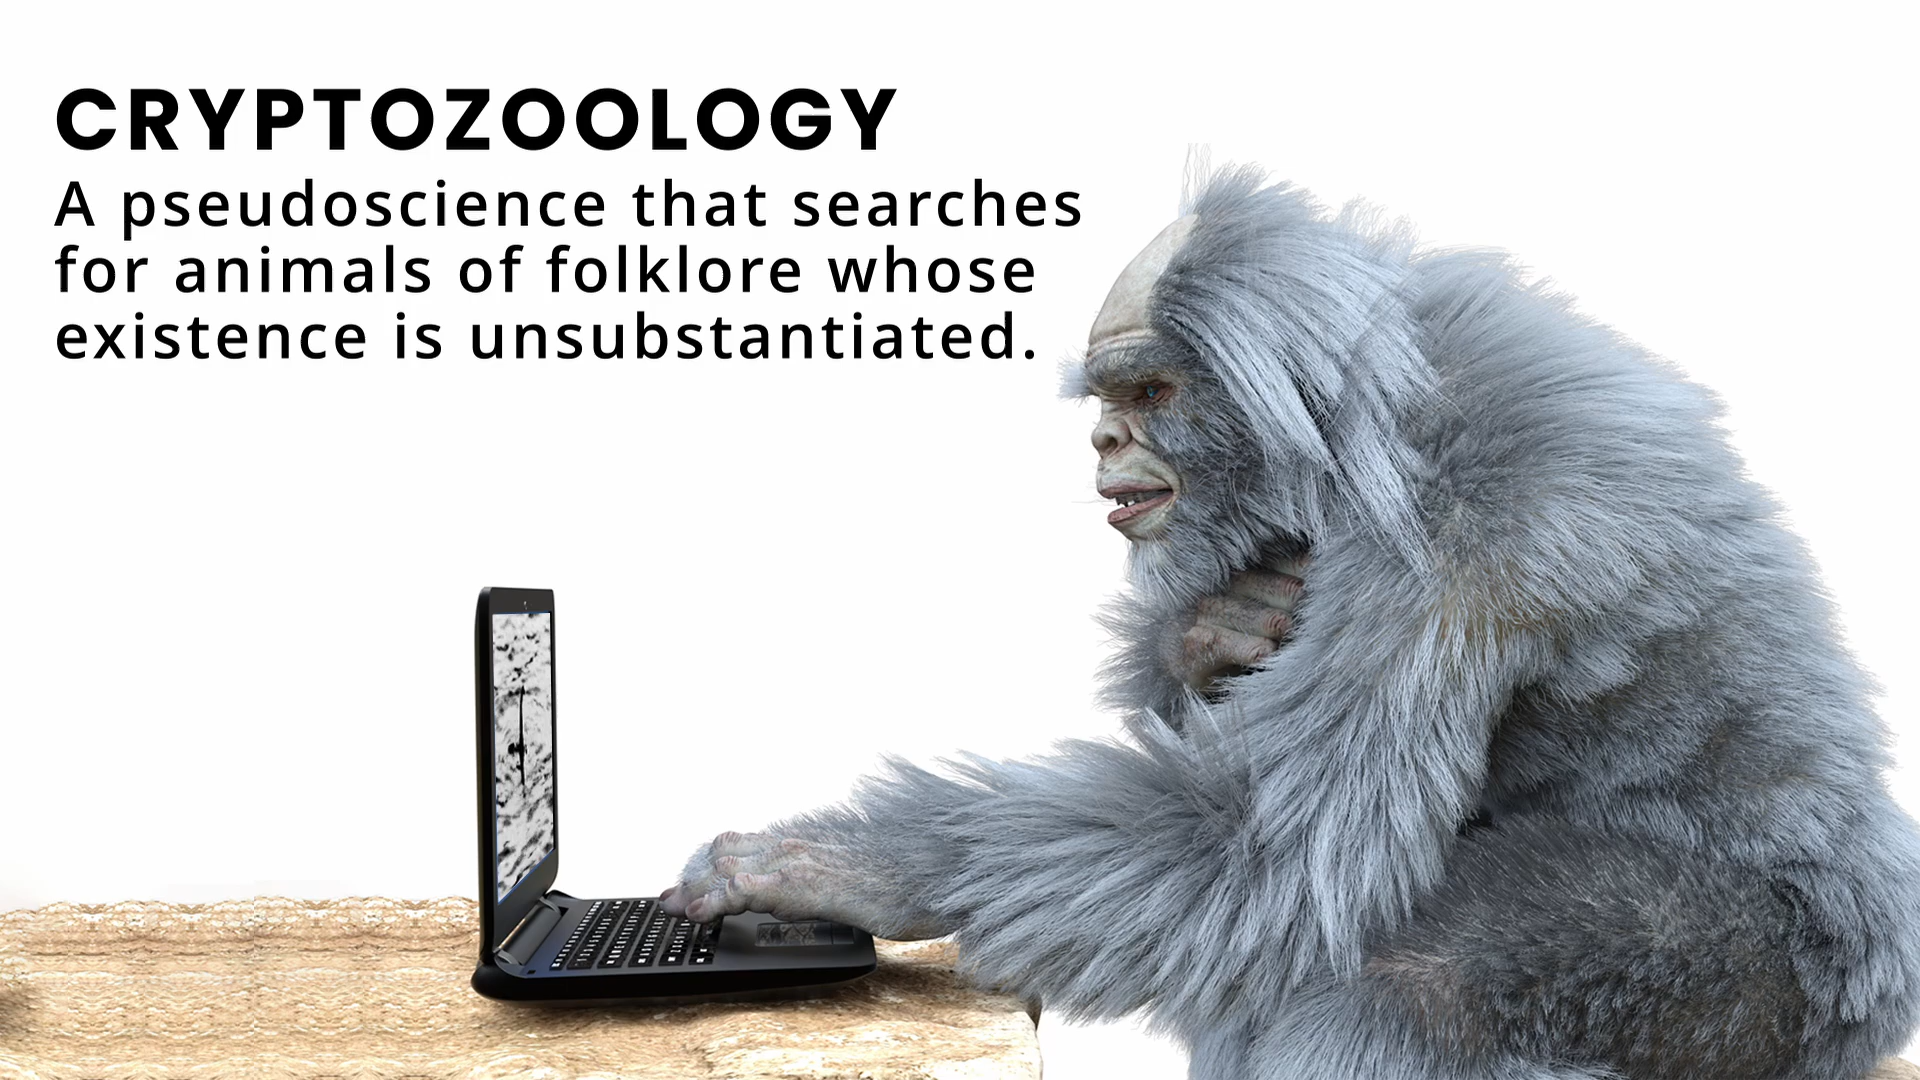 CRYPTOZOOLOGY
A pseudoscience that searches
for animals of folklore whose
existence is unsubstantiated.